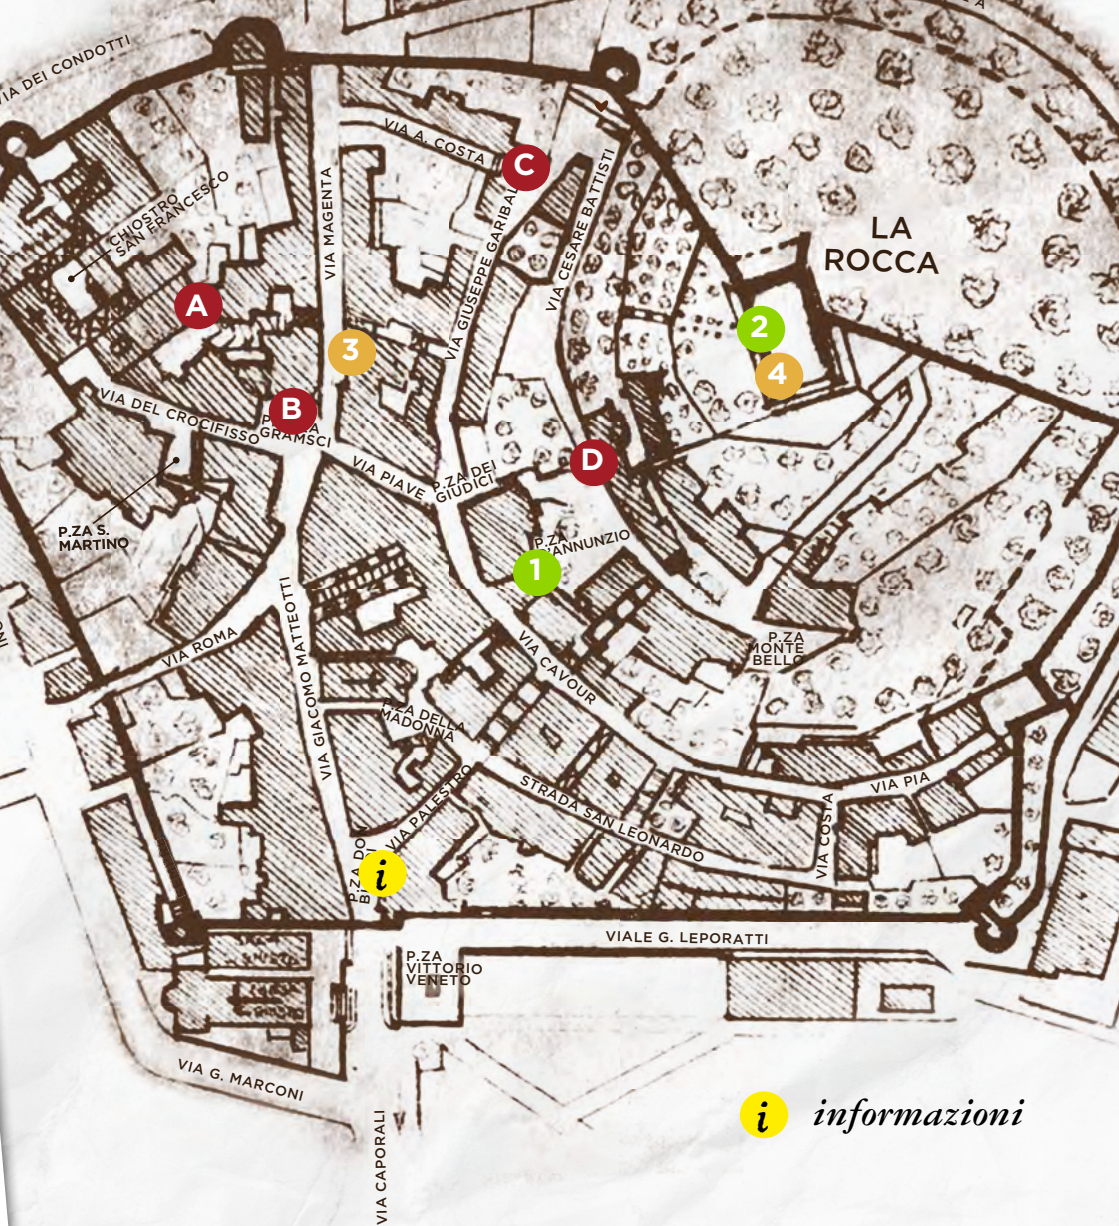 VIA DEI CONDOTTI
VIA A. COSTA
C
CHIOSTRO
SAN FRANCESCO
VIA MAGENTA
VIA CESARE BATTISTI
LA
ROCCA
A
VIA GIUSEPPE
2
3
4
B
VIA DEL CROCIFISSO
GRAMSCI
VIA PIAVE
P.ZA DEI
GIUDICI
D
P.ZA S.
MARTINO
P.ZA
1
VIA ROMA
VIA GIACOMO MATTEOTTI
VIA CAVOUR
P.ZA
MONTE
BELLO
P.ZA DELLA
MADONNA
VIA PALESTRO
STRADA SAN LEONARDO
VIA COSTA
VIA PIA
P.ZA
i
VIALE G. LEPORATTI
P.ZA
VITTORIO
VENETO
VIA G. MARCONI
VIA CAPORALI
i informazioni